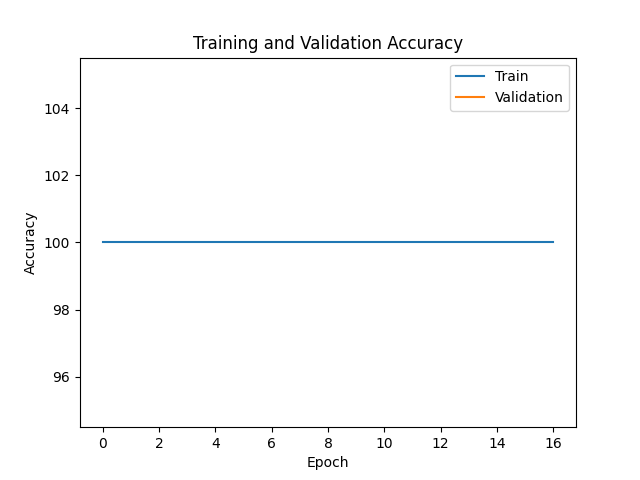 Training and Validation Accuracy
Train
Validation
104
102
100
98
96
Accuracy
0 2 4 6 8 10 12 14 16
Epoch